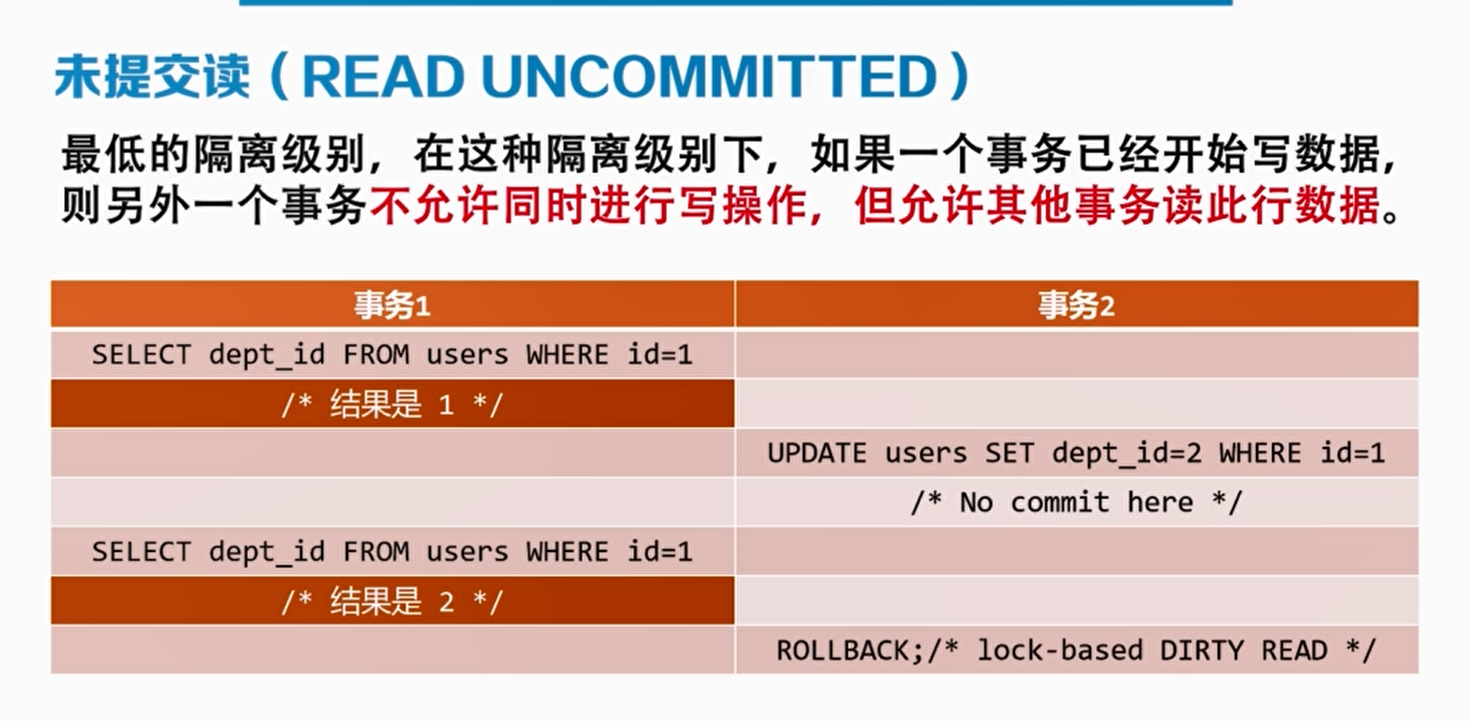 未提交读（READ UNCOMMITTED）
最低的隔离级别，在这种隔离级别下，如果一个事务已经开始写数据，
则另外一个事务不允许同时进行写操作，但允许其他事务读此行数据。
事务1
事务2
SELECT dept_id FROM users WHERE id=1
/* 结果是 1 */
UPDATE users SET dept_id=2 WHERE id=1
/* No commit here */
SELECT dept_id FROM users WHERE id=1
/* 结果是 2 */
ROLLBACK;/* lock-based DIRTY READ */